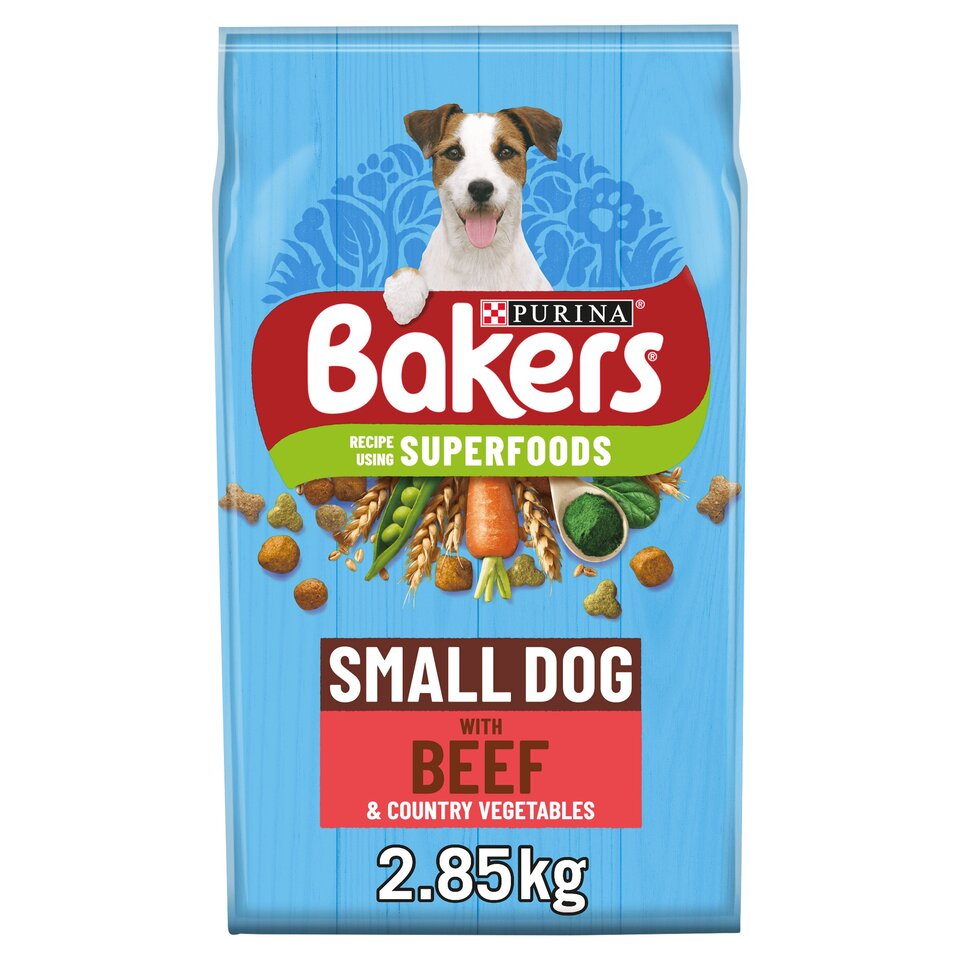 PURINA®
Bakers®
RECIPE USING SUPERFOODS
SMALL DOG
WITH
BEEF
& COUNTRY VEGETABLES
2.85kg